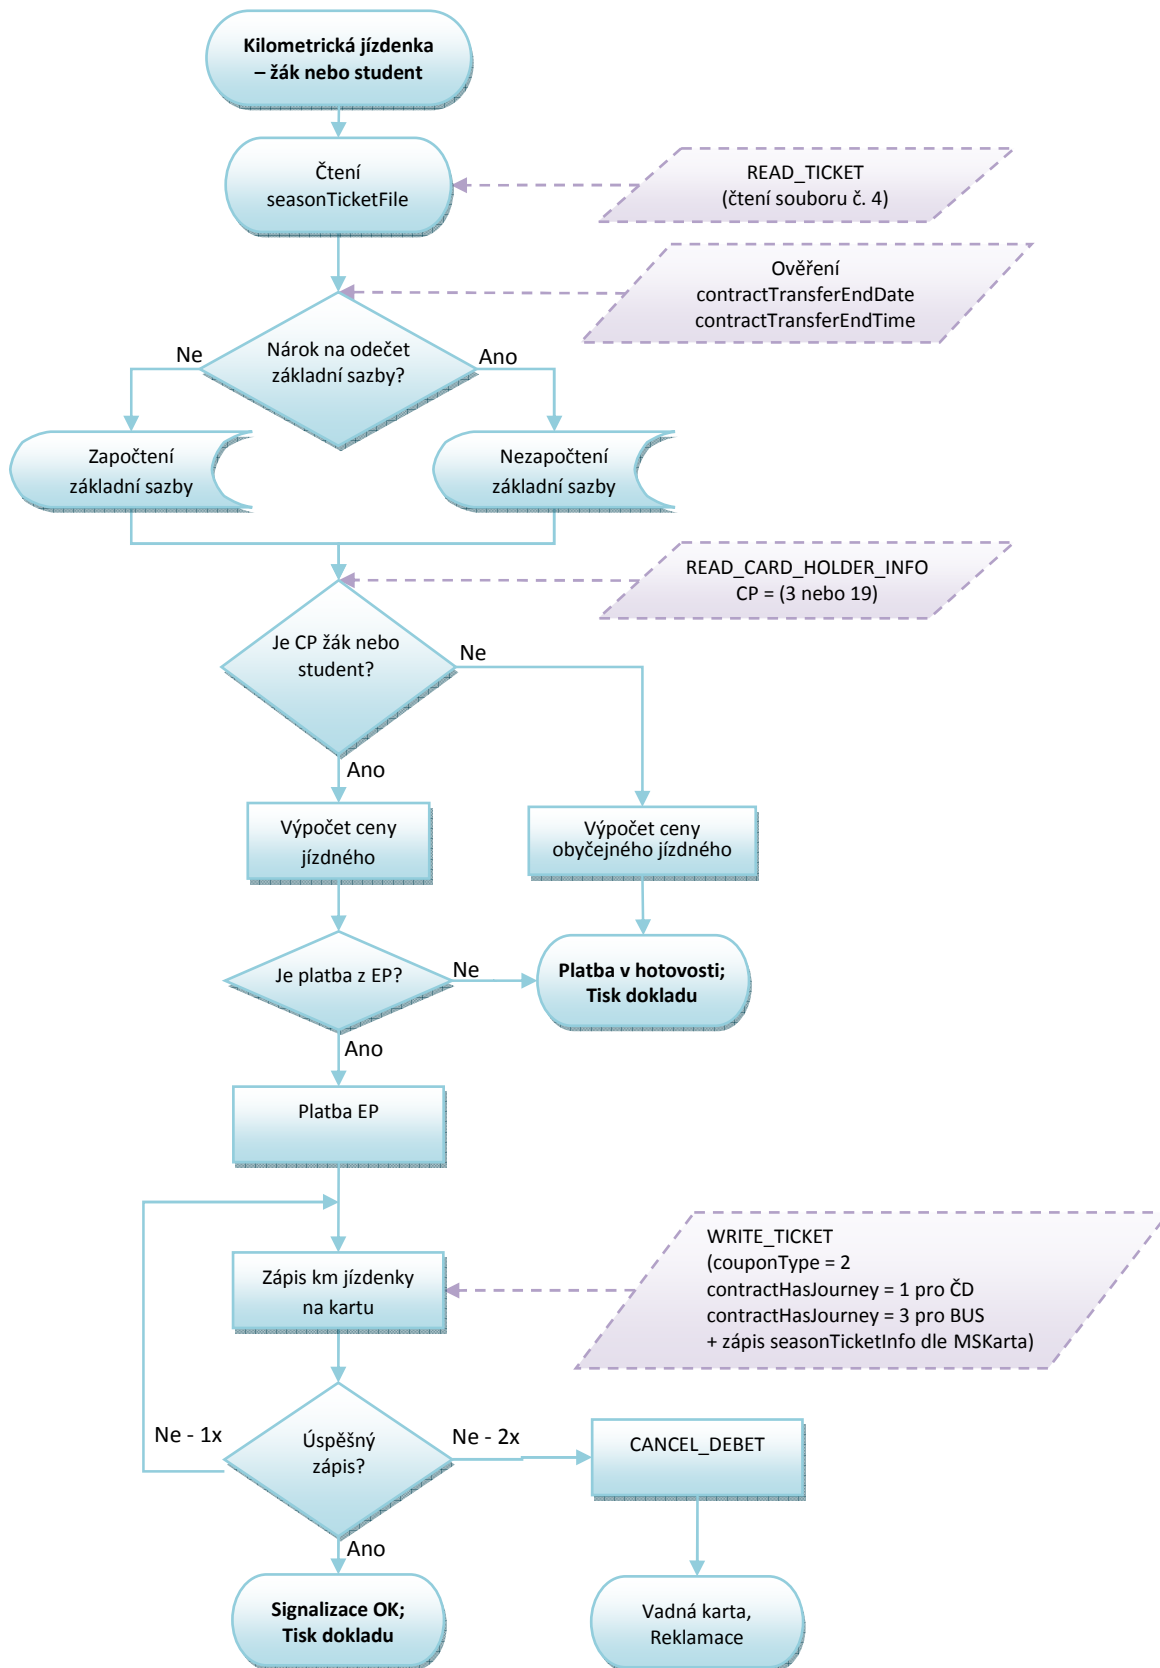 Kilometrická jízdenka
– žák nebo student
Čtení
seasonTicketFile
READ_TICKET
(čtení souboru č. 4)
Ověření
contractTransferEndDate
contractTransferEndTime
Ne
Nárok na odečet
základní sazby?
Ano
Započtení
základní sazby
Nezapočtení
základní sazby
READ_CARD_HOLDER_INFO
CP = (3 nebo 19)
Je CP žák nebo
student?
Ne
Ano
Výpočet ceny
jízdného
Výpočet ceny
obyčejného jízdného
Je platba z EP?
Ne
Platba v hotovosti;
Tisk dokladu
Ano
Platba EP
WRITE_TICKET
(couponType = 2
contractHasJourney = 1 pro ČD
contractHasJourney = 3 pro BUS
+ zápis seasonTicketInfo dle MSKarta)
Zápis km jízdenky
na kartu
Ne - 1x
Úspěšný
zápis?
Ne - 2x
CANCEL_DEBET
Ano
Signalizace OK;
Tisk dokladu
Vadná karta,
Reklamace